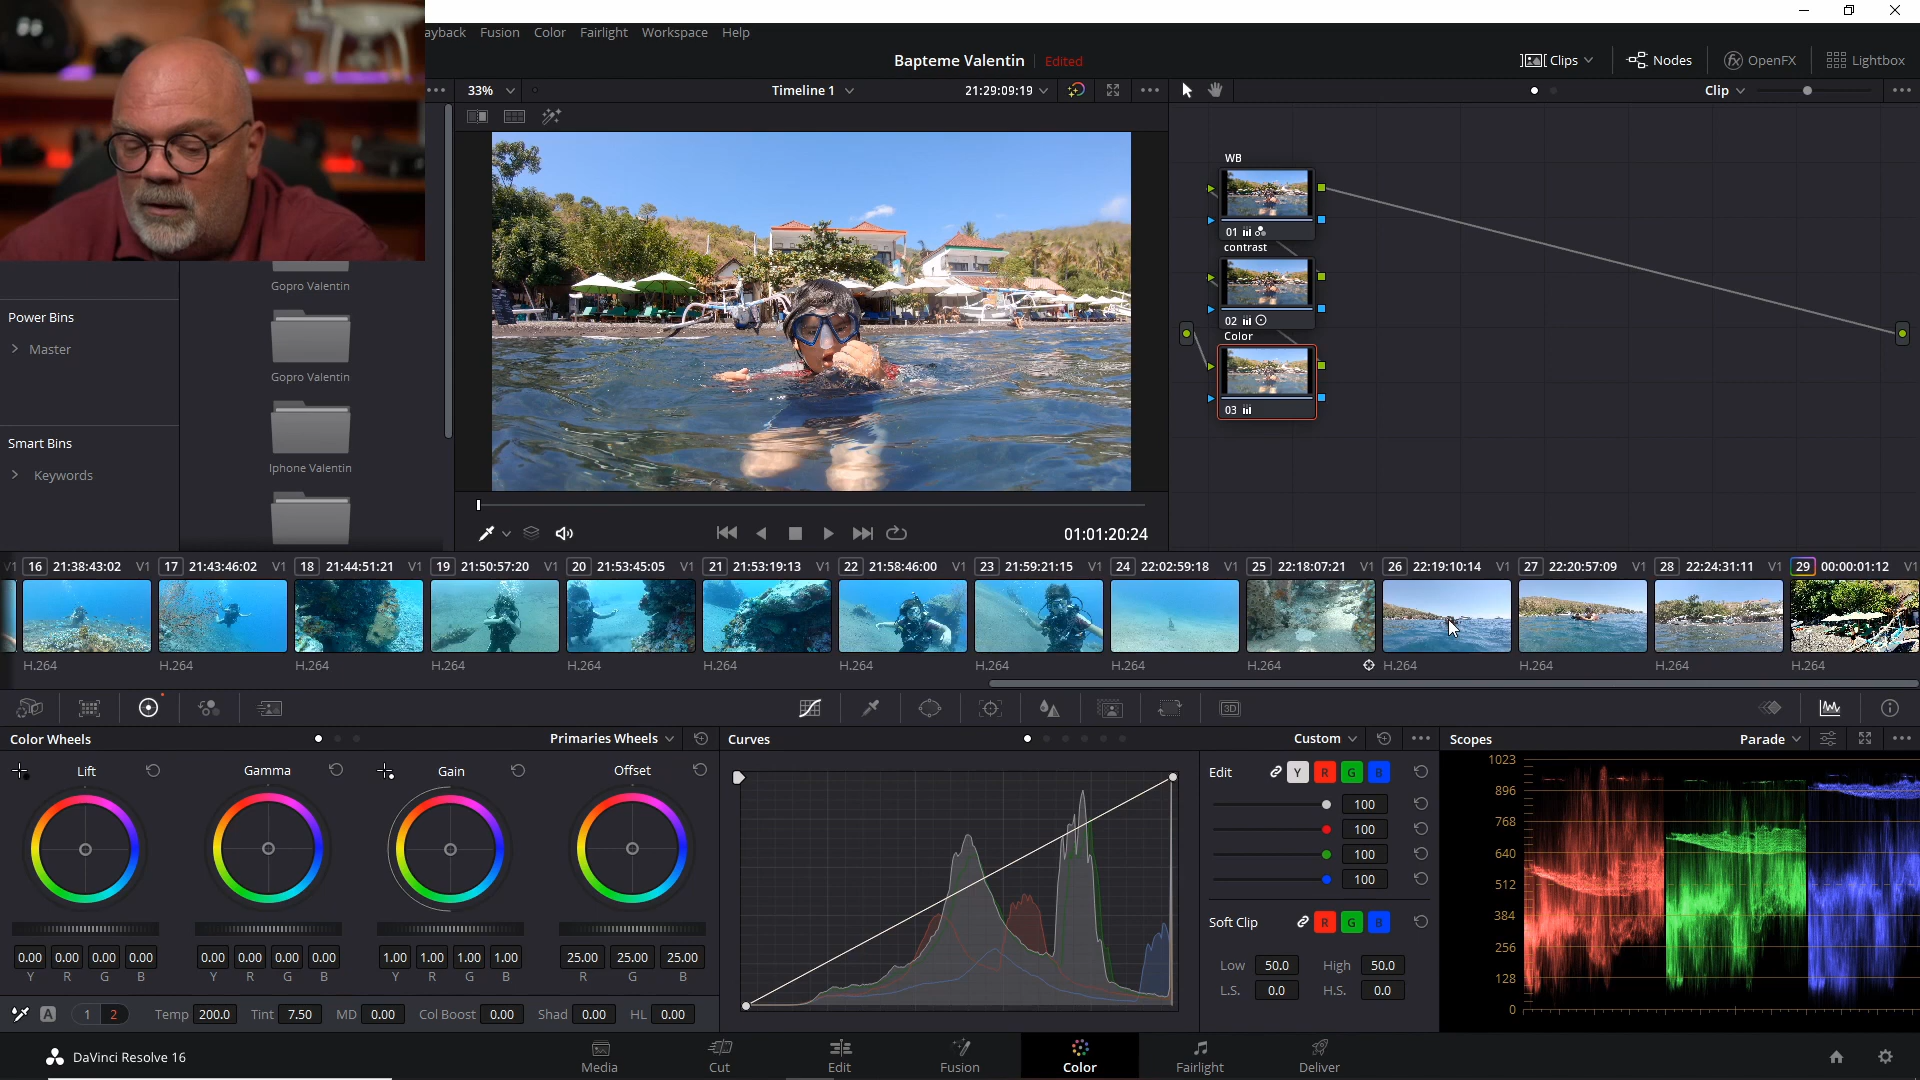 ayback Fusion Color Fairlight Workspace Help
Bapteme Valentin Edited
Clips Nodes fx OpenFX Lightbox
33% Timeline 1 21:29:09:19 Clip
Gopro Valentin
Power Bins
Master
Gopro Valentin
Smart Bins
Iphone Valentin
Keywords
WB
01
contrast
02
Color
03
01:01:20:24
V1 16 21:38:43:02 V1 17 21:43:46:02 V1 18 21:44:51:21 V1 19 21:50:57:20 V1 20 21:53:45:05 V1 21 21:53:19:13 V1 22 21:58:46:00 V1 23 21:59:21:15 V1 24 22:02:59:18 V1 25 22:18:07:21 V1 26 22:19:10:14 V1 27 22:20:57:09 V1 28 22:24:31:11 V1 29 00:00:01:12 V1
H.264 H.264 H.264 H.264 H.264 H.264 H.264 H.264 H.264 H.264 H.264 H.264 H.264 H.264
3D
Color Wheels Primaries Wheels Curves Custom Scopes Parade
Lift Gamma Gain Offset
0.00 0.00 0.00 0.00 0.00 0.00 0.00 0.00 1.00 1.00 1.00 1.00 25.00 25.00 25.00
Y R G B Y R G B Y R G B R G B
A 1 2 Temp 200.0 Tint 7.50 MD 0.00 Col Boost 0.00 Shad 0.00 HL 0.00
Edit Y R G B
100
100
100
100
Soft Clip R G B
Low 50.0 High 50.0
L.S. 0.0 H.S. 0.0
1023
896
768
640
512
384
256
128
0
DaVinci Resolve 16
Media Cut Edit Fusion Color Fairlight Deliver